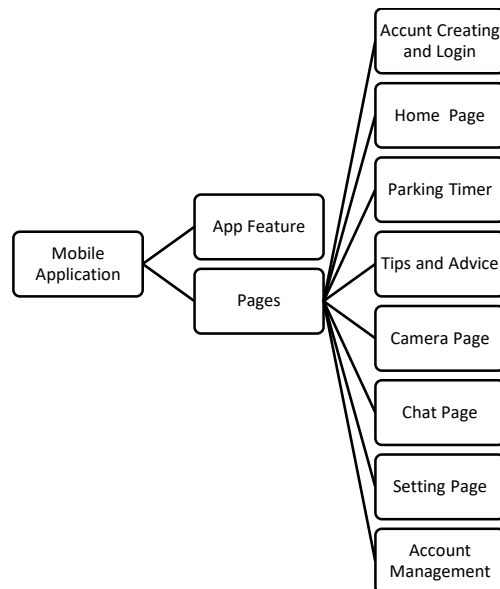 Accunt Creating
and Login
Home Page
Parking Timer
App Feature
Mobile
Application
Tips and Advice
Pages
Camera Page
Chat Page
Setting Page
Account
Management